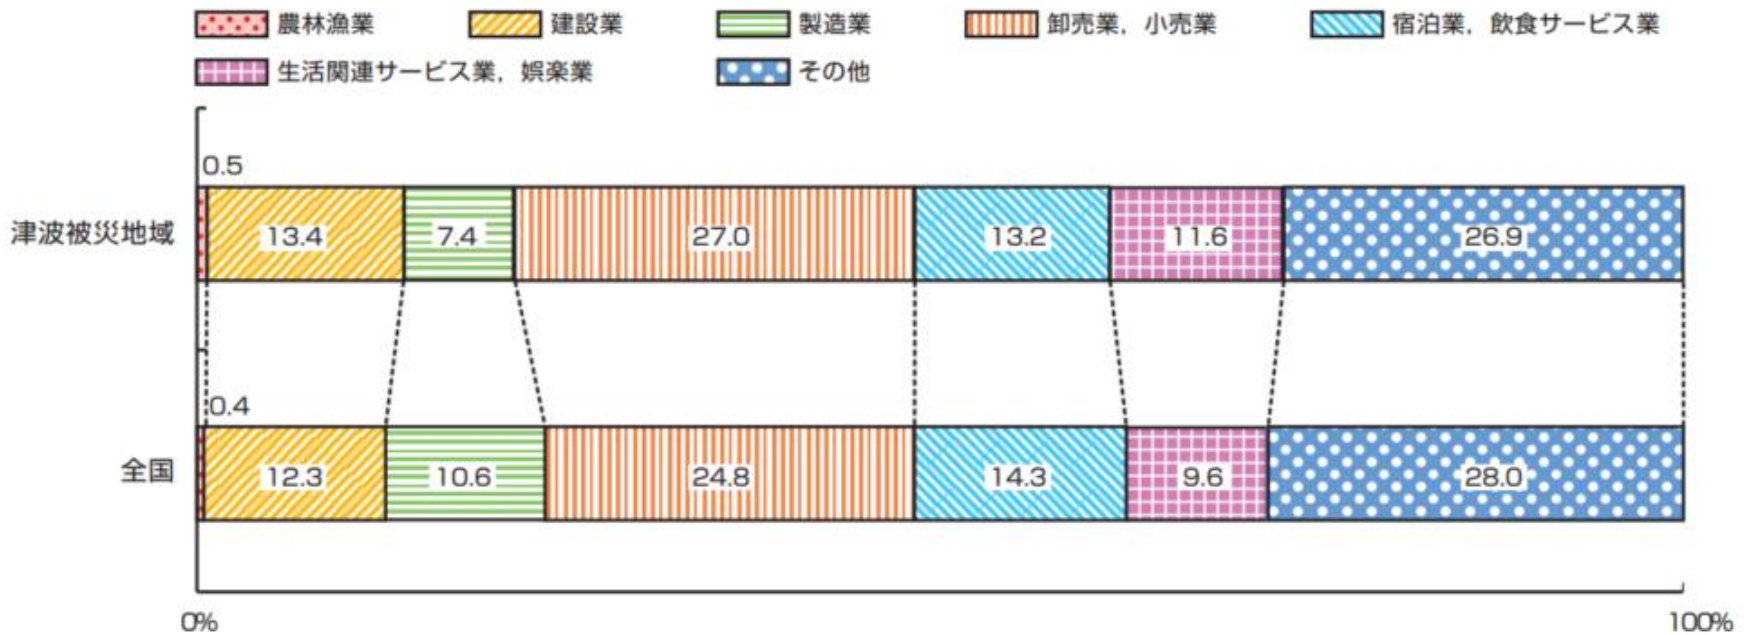 農林漁業 建設業 製造業 卸売業，小売業 宿泊業，飲食サービス業
生活関連サービス業，娯楽業 その他
0.5
津波被災地域 13.4 7.4 27.0 13.2 11.6 26.9
0.4
全国 12.3 10.6 24.8 14.3 9.6 28.0
0% 100%